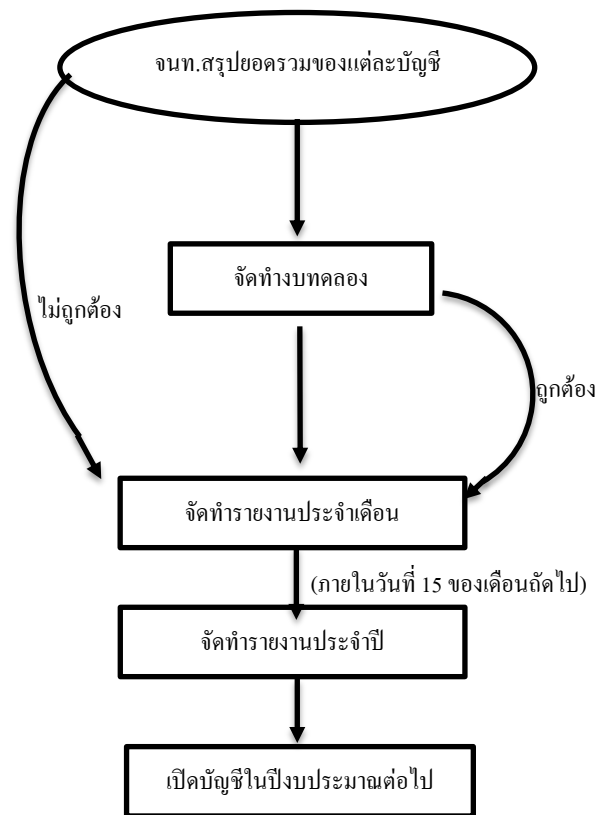 จนท.สรุปยอดรวมของแต่ละบัญชี
จัดทำงบทดลอง
ไม่ถูกต้อง
ถูกต้อง
จัดทำรายงานประจำเดือน
(ภายในวันที่ 15 ของเดือนถัดไป)
จัดทำรายงานประจำปี
เปิดบัญชีในปีงบประมาณต่อไป